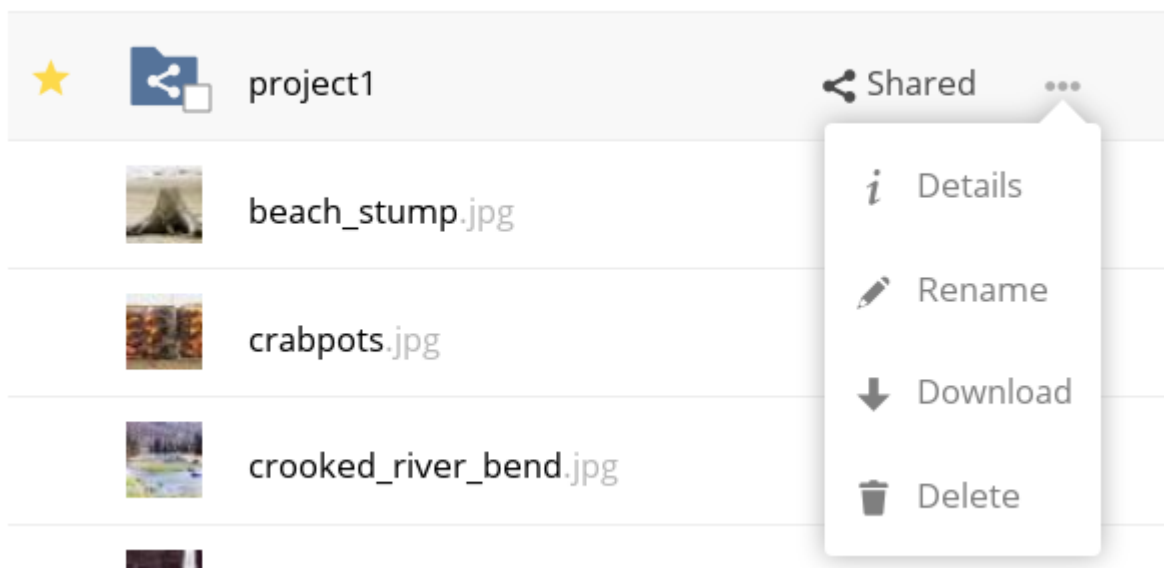 project1 Shared
Details
beach_stump.jpg
Rename
crabpots.jpg
Download
crooked_river_bend.jpg
Delete